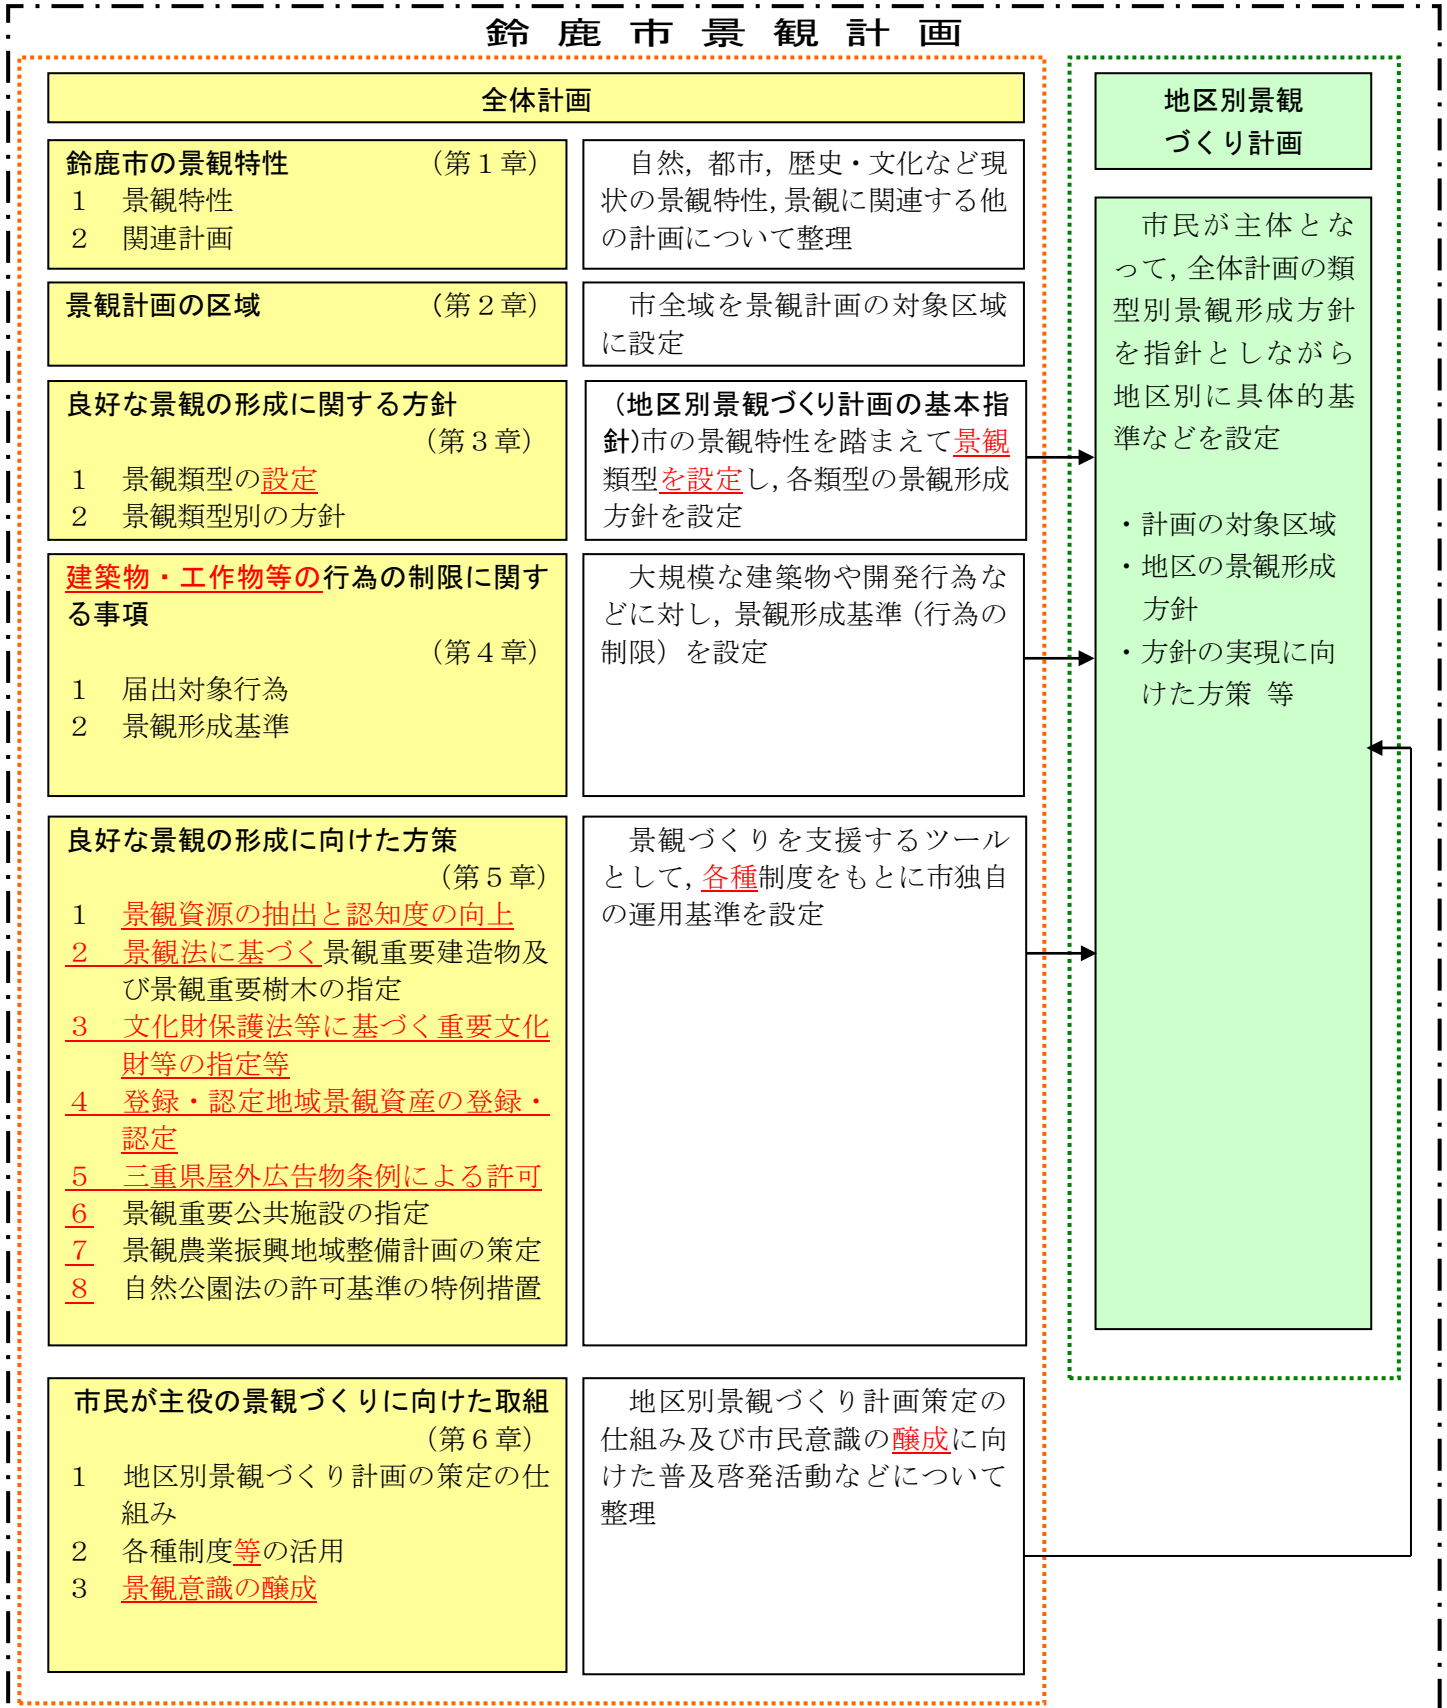 鈴鹿市景観計画
全体計画
鈴鹿市の景観特性　（第１章）
１　景観特性
２　関連計画
自然，都市，歴史・文化など現
状の景観特性，景観に関連する他
の計画について整理
景観計画の区域　（第２章）
市全域を景観計画の対象区域
に設定
良好な景観の形成に関する方針
（第３章）
１　景観類型の設定
２　景観類型別の方針
（地区別景観づくり計画の基本指
針）市の景観特性を踏まえて景観
類型を設定し，各類型の景観形成
方針を設定
建築物・工作物等の行為の制限に関す
る事項
（第４章）
１　届出対象行為
２　景観形成基準
大規模な建築物や開発行為な
どに対し，景観形成基準（行為の
制限）を設定
良好な景観の形成に向けた方策
（第５章）
１　景観資源の抽出と認知度の向上
２　景観法に基づく景観重要建造物及
び景観重要樹木の指定
３　文化財保護法等に基づく重要文化
財等の指定等
４　登録・認定地域景観資産の登録・
認定
５　三重県屋外広告物条例による許可
６　景観重要公共施設の指定
７　景観農業振興地域整備計画の策定
８　自然公園法の許可基準の特例措置
景観づくりを支援するツール
として，各種制度をもとに市独自
の運用基準を設定
市民が主役の景観づくりに向けた取組
（第６章）
１　地区別景観づくり計画の策定の仕
組み
２　各種制度等の活用
３　景観意識の醸成
地区別景観づくり計画策定の
仕組み及び市民意識の醸成に向
けた普及啓発活動などについて
整理
地区別景観
づくり計画
市民が主体とな
って，全体計画の類
型別景観形成方針
を指針としながら
地区別に具体的基
準などを設定
・計画の対象区域
・地区の景観形成
方針
・方針の実現に向
けた方策　等